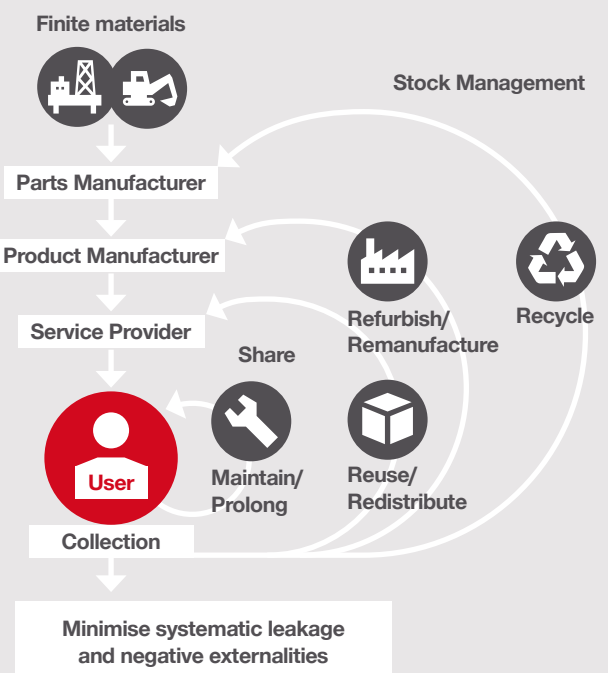 Finite materials
Stock Management
Parts Manufacturer
Product Manufacturer
Service Provider
Refurbish/
Remanufacture
Recycle
Share
User
Maintain/
Prolong
Reuse/
Redistribute
Collection
Minimise systematic leakage
and negative externalities